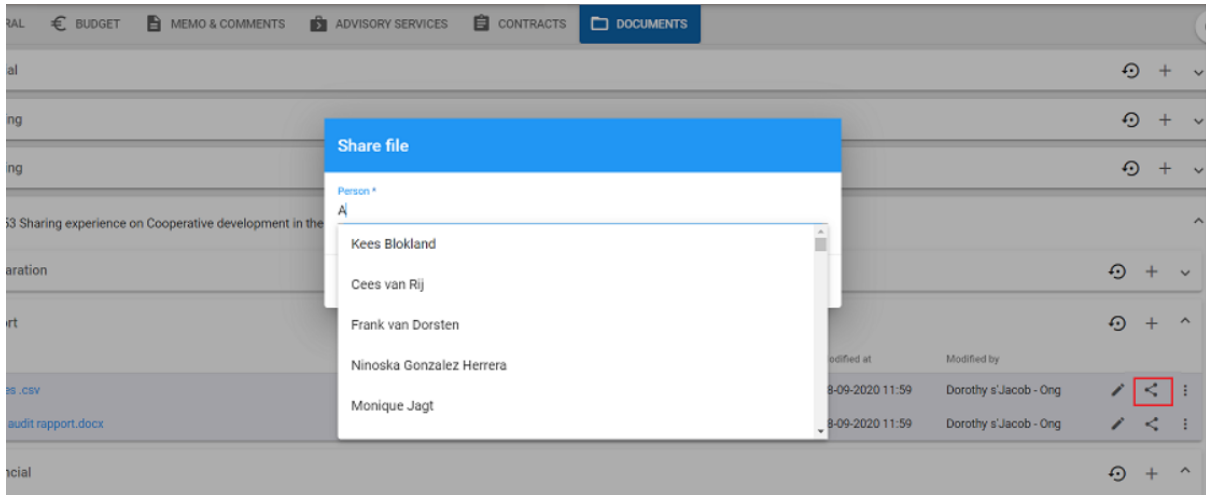 RAL BUDGET MEMO & COMMENTS ADVISORY SERVICES CONTRACTS DOCUMENTS
al
ng
Share file
ing
Person *
A
53 Sharing experience on Cooperative development in the
Kees Blokland
aration
Cees van Rij
ort
Frank van Dorsten
odified at Modified by
Ninoska Gonzalez Herrera
es .csv 8-09-2020 11:59 Dorothy s'Jacob - Ong
Monique Jagt
audit rapport.docx 8-09-2020 11:59 Dorothy s'Jacob - Ong
ncial